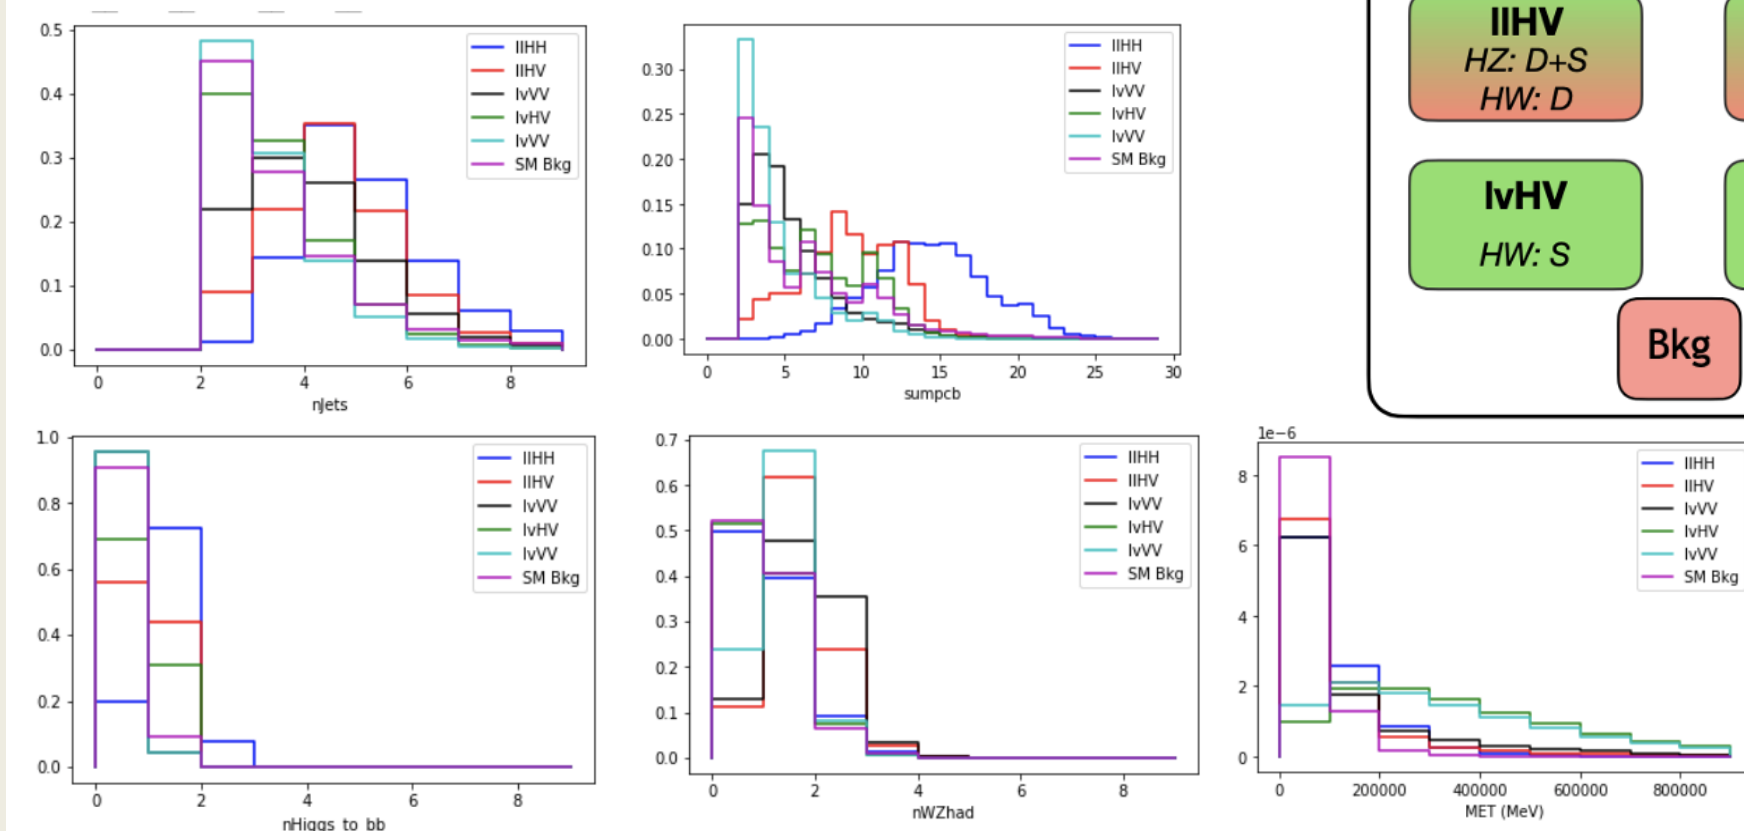 0.5
0.4
0.3
0.2
0.1
0.0
0 2 4 6 8
nJets
llHH
llHV
lvVV
lvHV
lvVV
SM Bkg
0.30
0.25
0.20
0.15
0.10
0.05
0.00
0 5 10 15 20 25 30
sumpcb
llHH
llHV
lvVV
lvHV
lvVV
SM Bkg
llHV
HZ: D+S
HW: D
lvHV
HW: S
Bkg
1.0
0.8
0.6
0.4
0.2
0.0
0 2 4 6 8
nHiggs_to_bb
llHH
llHV
lvVV
lvHV
lvVV
SM Bkg
0.7
0.6
0.5
0.4
0.3
0.2
0.1
0.0
0 2 4 6 8
nWZhad
llHH
llHV
lvVV
lvHV
lvVV
SM Bkg
1e−6
8
6
4
2
0
0 200000 400000 600000 800000
MET (MeV)
llHH
llHV
lvVV
lvHV
lvVV
SM Bkg